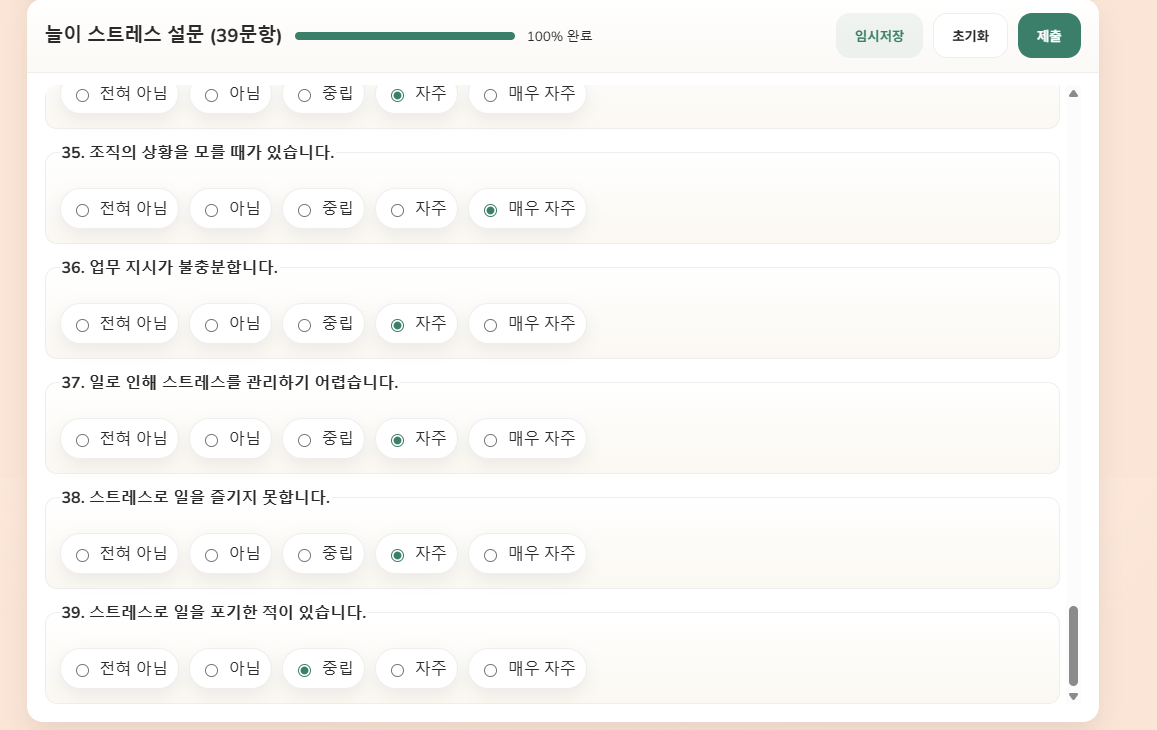 늘이 스트레스 설문 (39문항) 100% 완료 임시저장 초기화 제출
전혀 아님 아님 중립 자주 매우 자주
35. 조직의 상황을 모를 때가 있습니다.
전혀 아님 아님 중립 자주 매우 자주
36. 업무 지시가 불충분합니다.
전혀 아님 아님 중립 자주 매우 자주
37. 일로 인해 스트레스를 관리하기 어렵습니다.
전혀 아님 아님 중립 자주 매우 자주
38. 스트레스로 일을 즐기지 못합니다.
전혀 아님 아님 중립 자주 매우 자주
39. 스트레스로 일을 포기한 적이 있습니다.
전혀 아님 아님 중립 자주 매우 자주